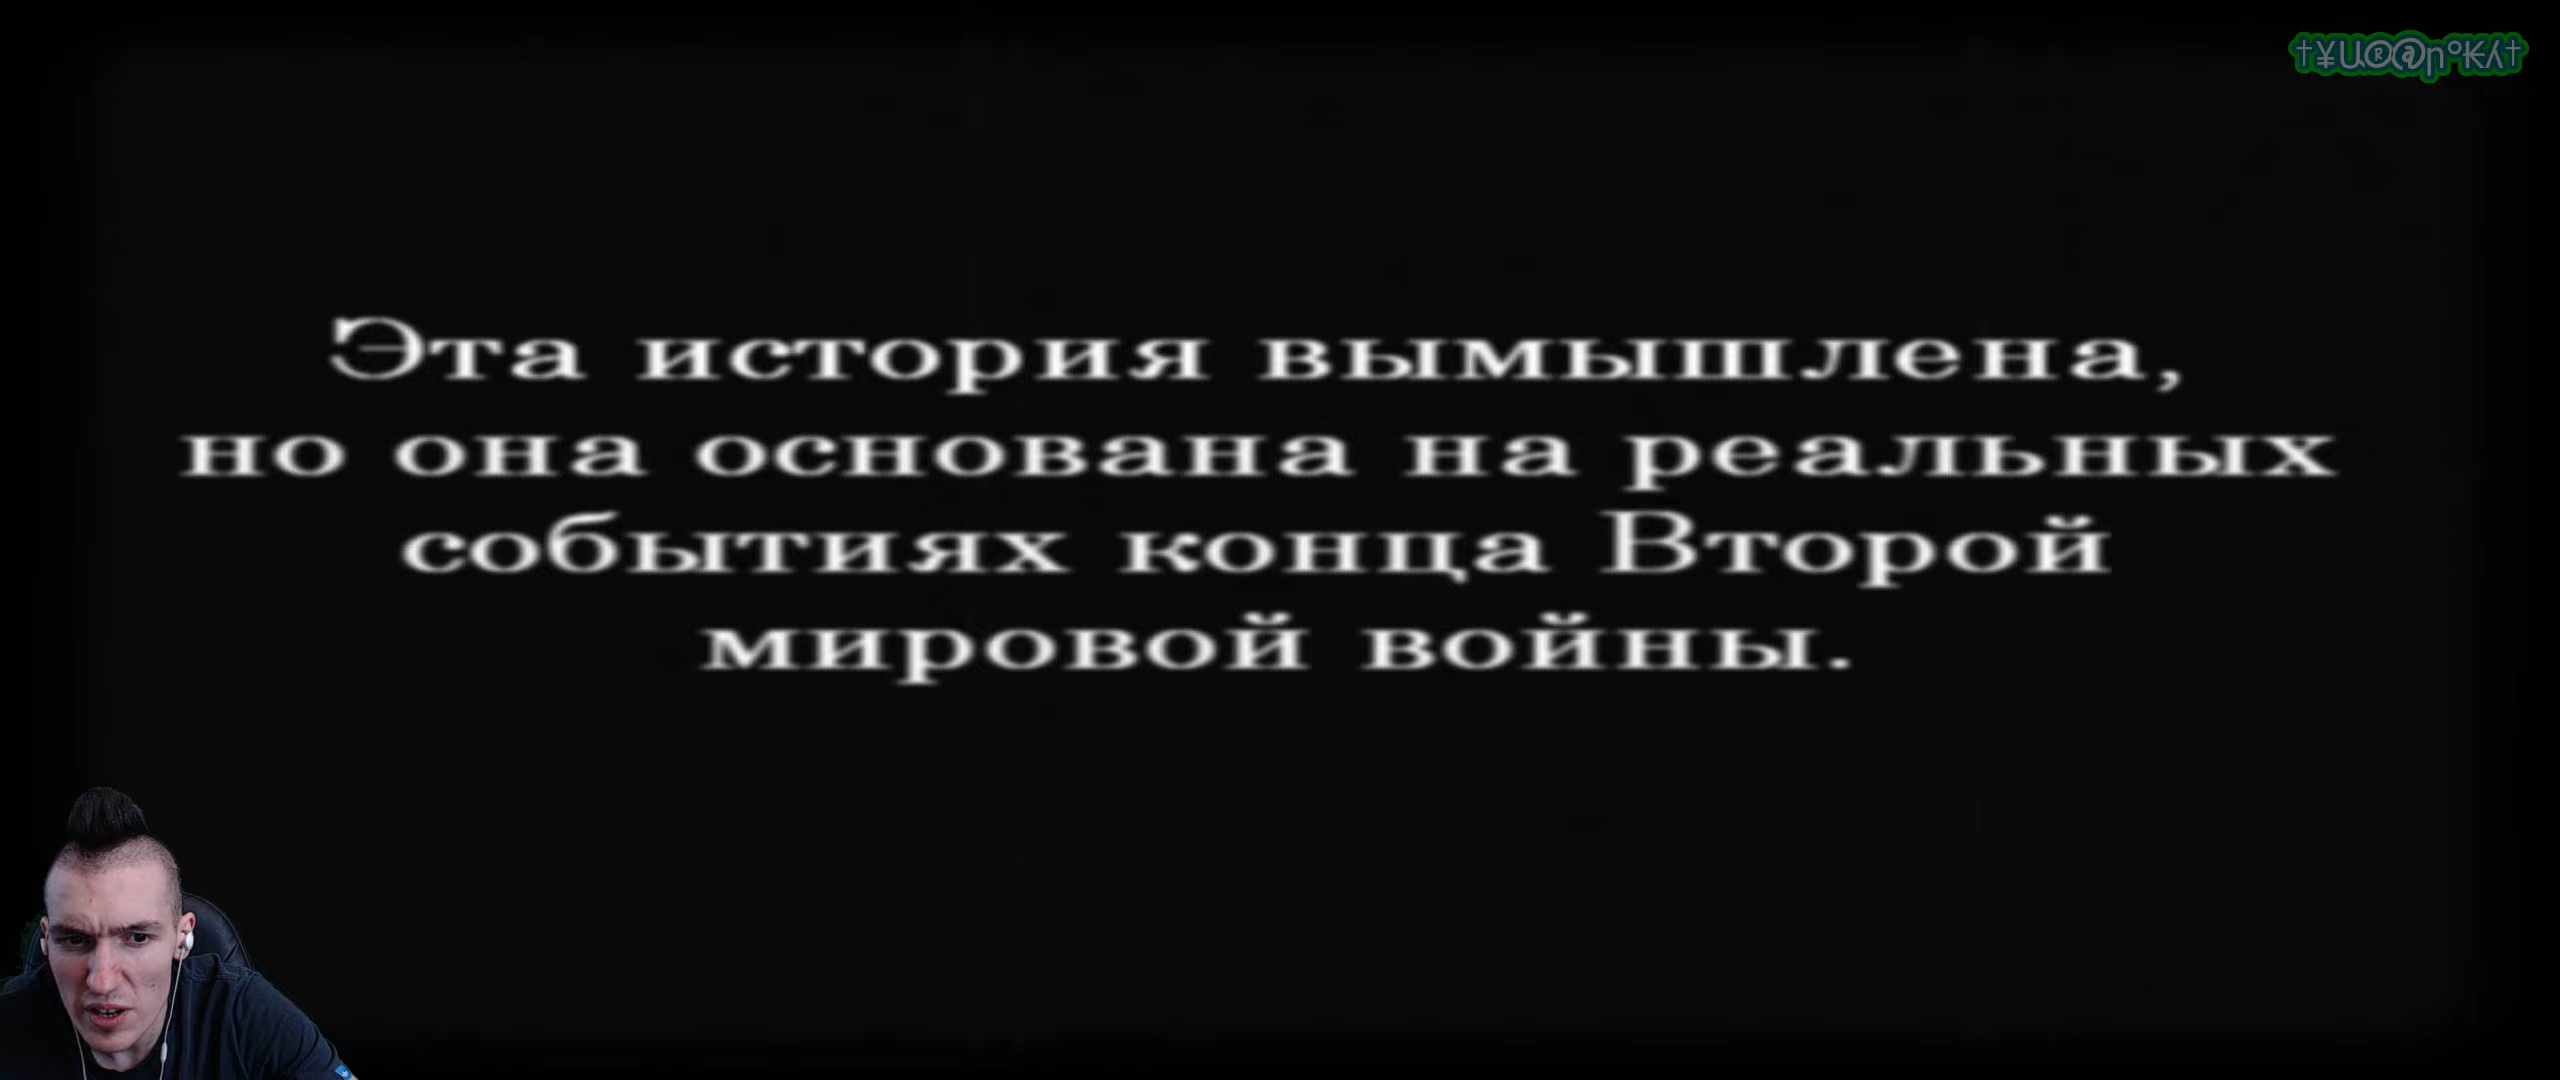 †¥U®@ρ°₭ʎ†
Эта история вымышлена,
но она основана на реальных
событиях конца Второй
мировой войны.